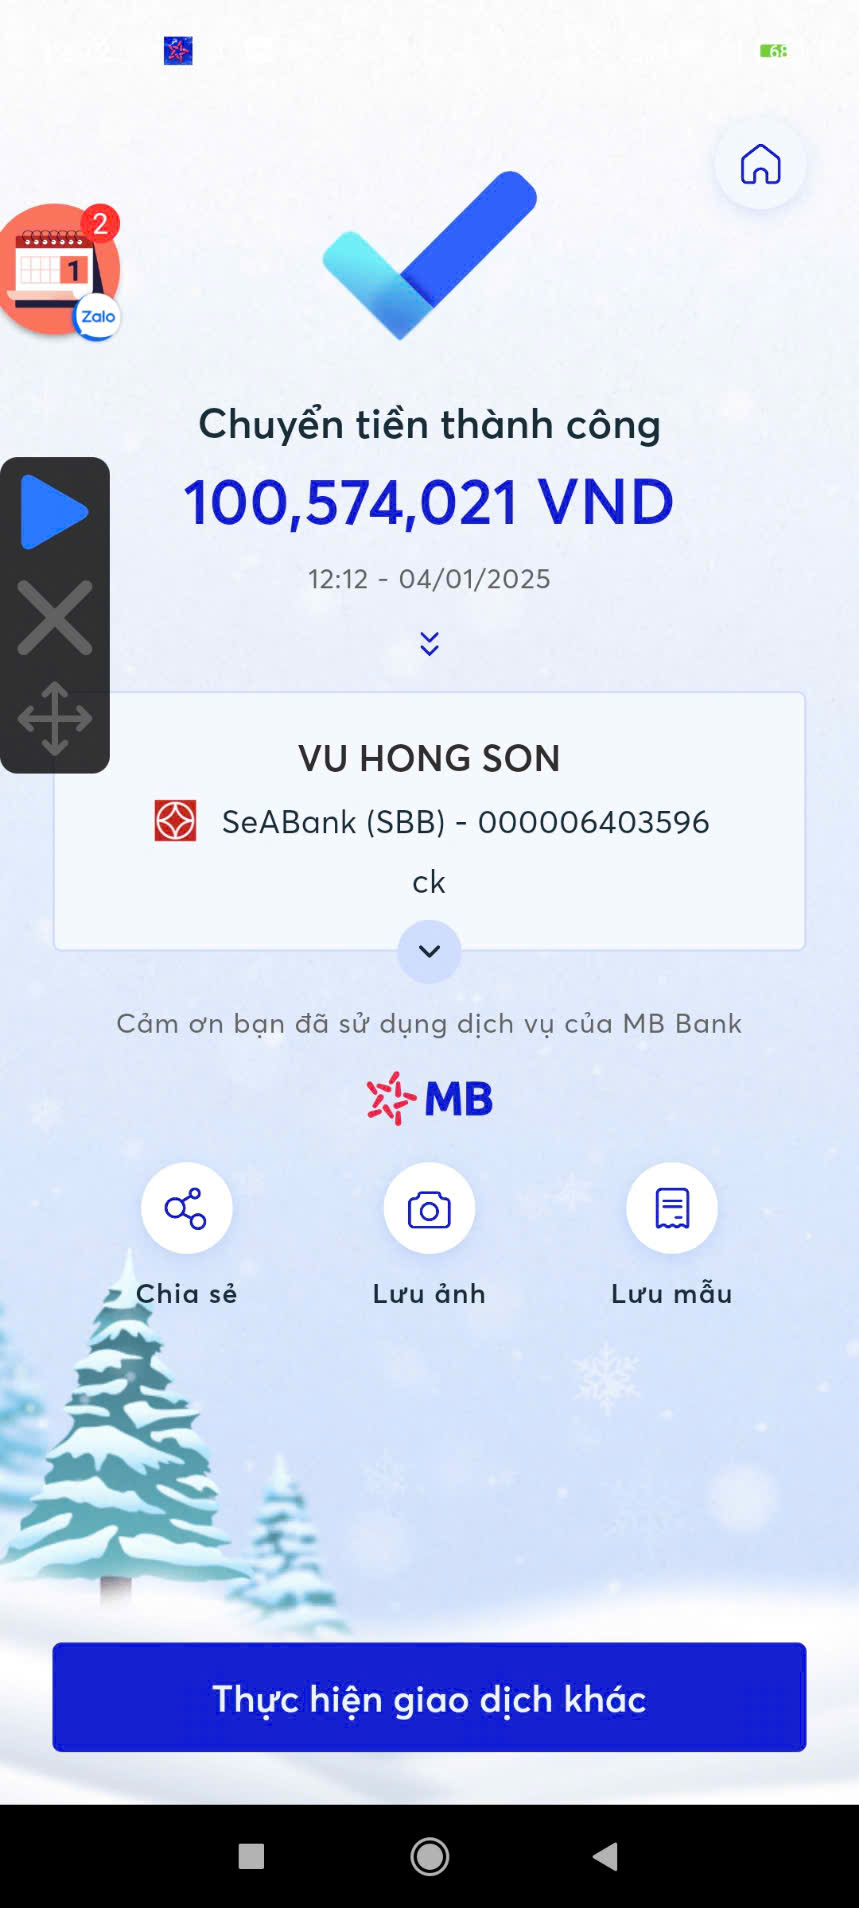 68
2
1
Zalo
Chuyển tiền thành công
100,574,021 VND
12:12 - 04/01/2025
VU HONG SON
SeABank (SBB) - 000006403596
ck
Cảm ơn bạn đã sử dụng dịch vụ của MB Bank
MB
Chia sẻ
Lưu ảnh
Lưu mẫu
Thực hiện giao dịch khác